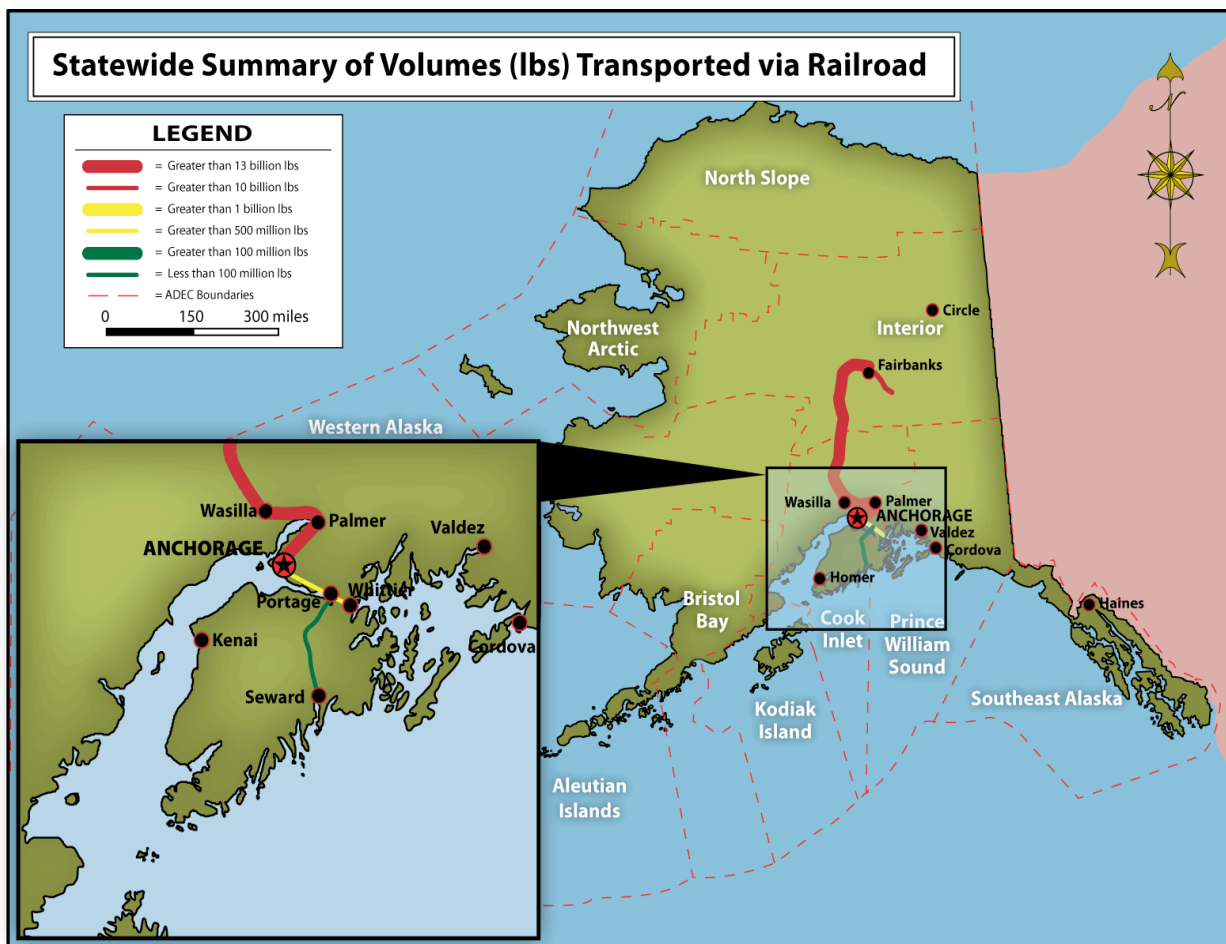 Statewide Summary of Volumes (lbs) Transported via Railroad
N
LEGEND
= Greater than 13 billion lbs
= Greater than 10 billion lbs
= Greater than 1 billion lbs
= Greater than 500 million lbs
= Greater than 100 million lbs
= Less than 100 million lbs
= ADEC Boundaries
0 150 300 miles
North Slope
Northwest
Arctic
Interior
Circle
Fairbanks
Western Alaska
Wasilla
Palmer
ANCHORAGE
Valdez
Cordova
Homer
Bristol
Bay
Cook
Inlet
Prince
William
Sound
Kodiak
Island
Aleutian
Islands
Haines
Southeast Alaska
Wasilla
Palmer
Valdez
ANCHORAGE
Whittier
Portage
Kenai
Cordova
Seward